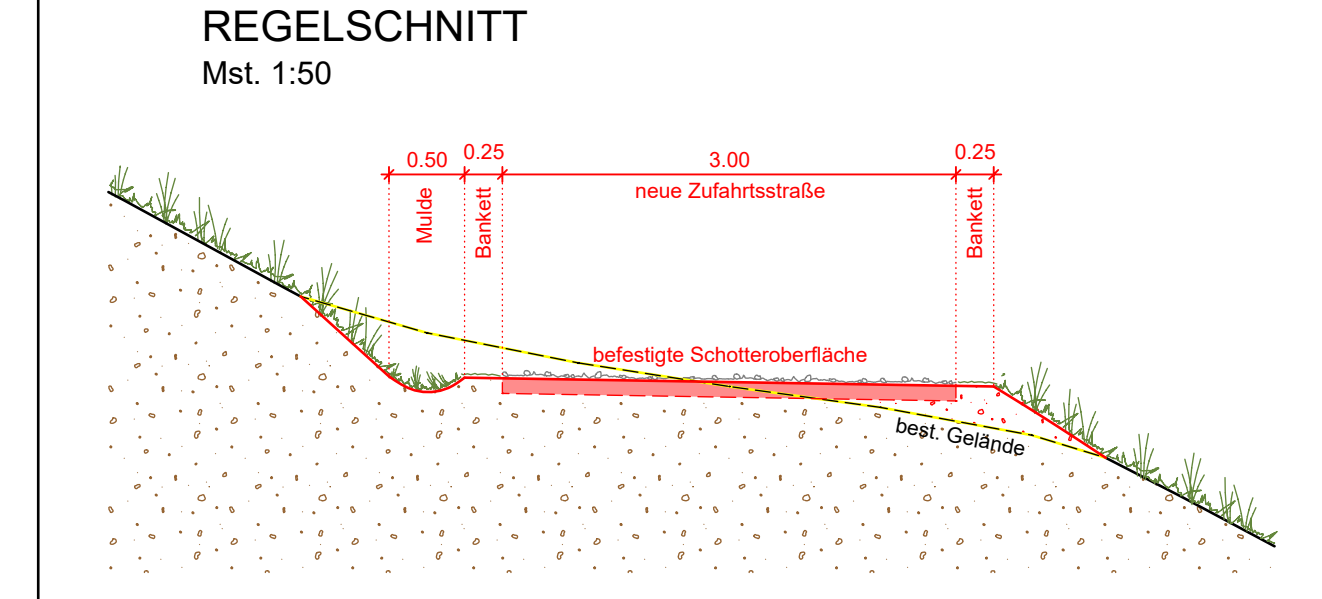 REGELSCHNITT
Mst. 1:50
0.50
0.25
3.00
0.25
Mulde
Bankett
neue Zufahrtsstraße
Bankett
befestigte Schotteroberfläche
best. Gelände